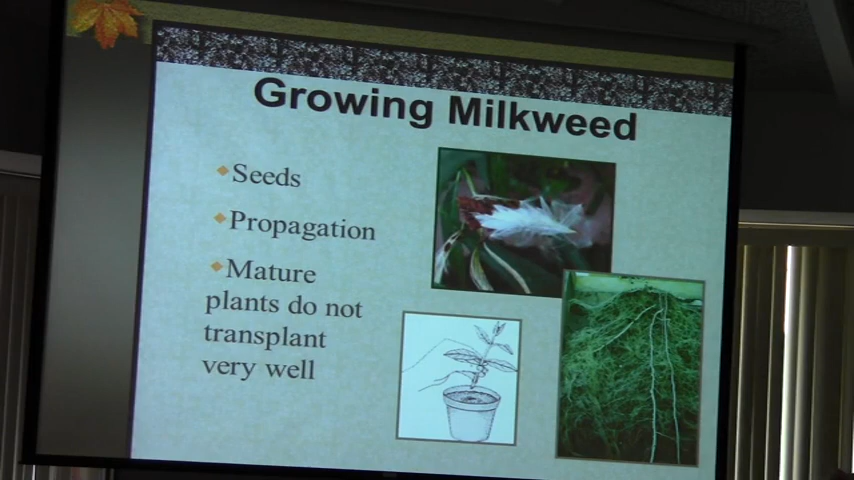 Growing Milkweed
Seeds
Propagation
Mature
plants do not
transplant
very well